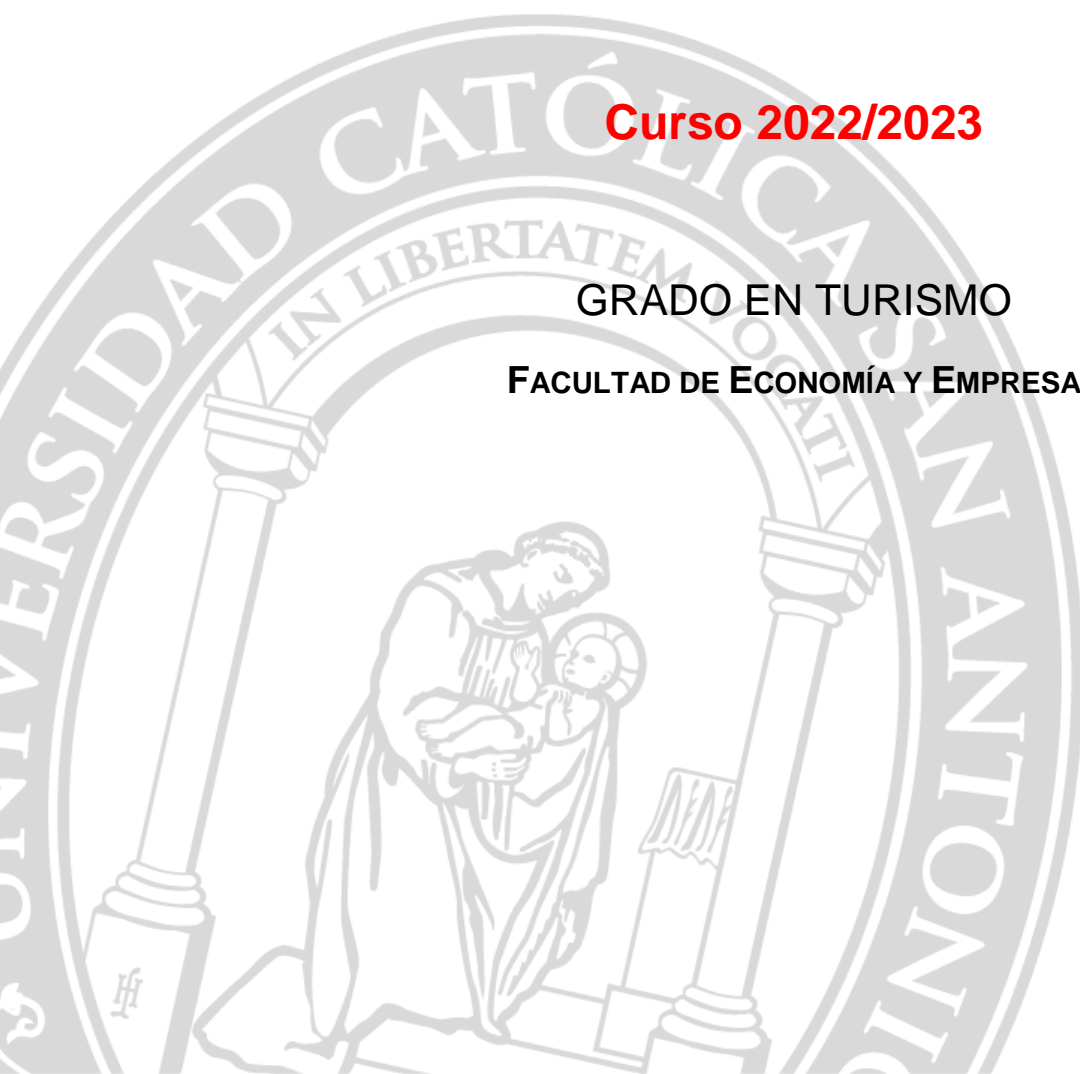 Curso 2022/2023
GRADO EN TURISMO
FACULTAD DE ECONOMÍA Y EMPRESA
UNIVERSIDAD CATÓLICA SAN ANTONIO
IN LIBERTATEM VOCATI